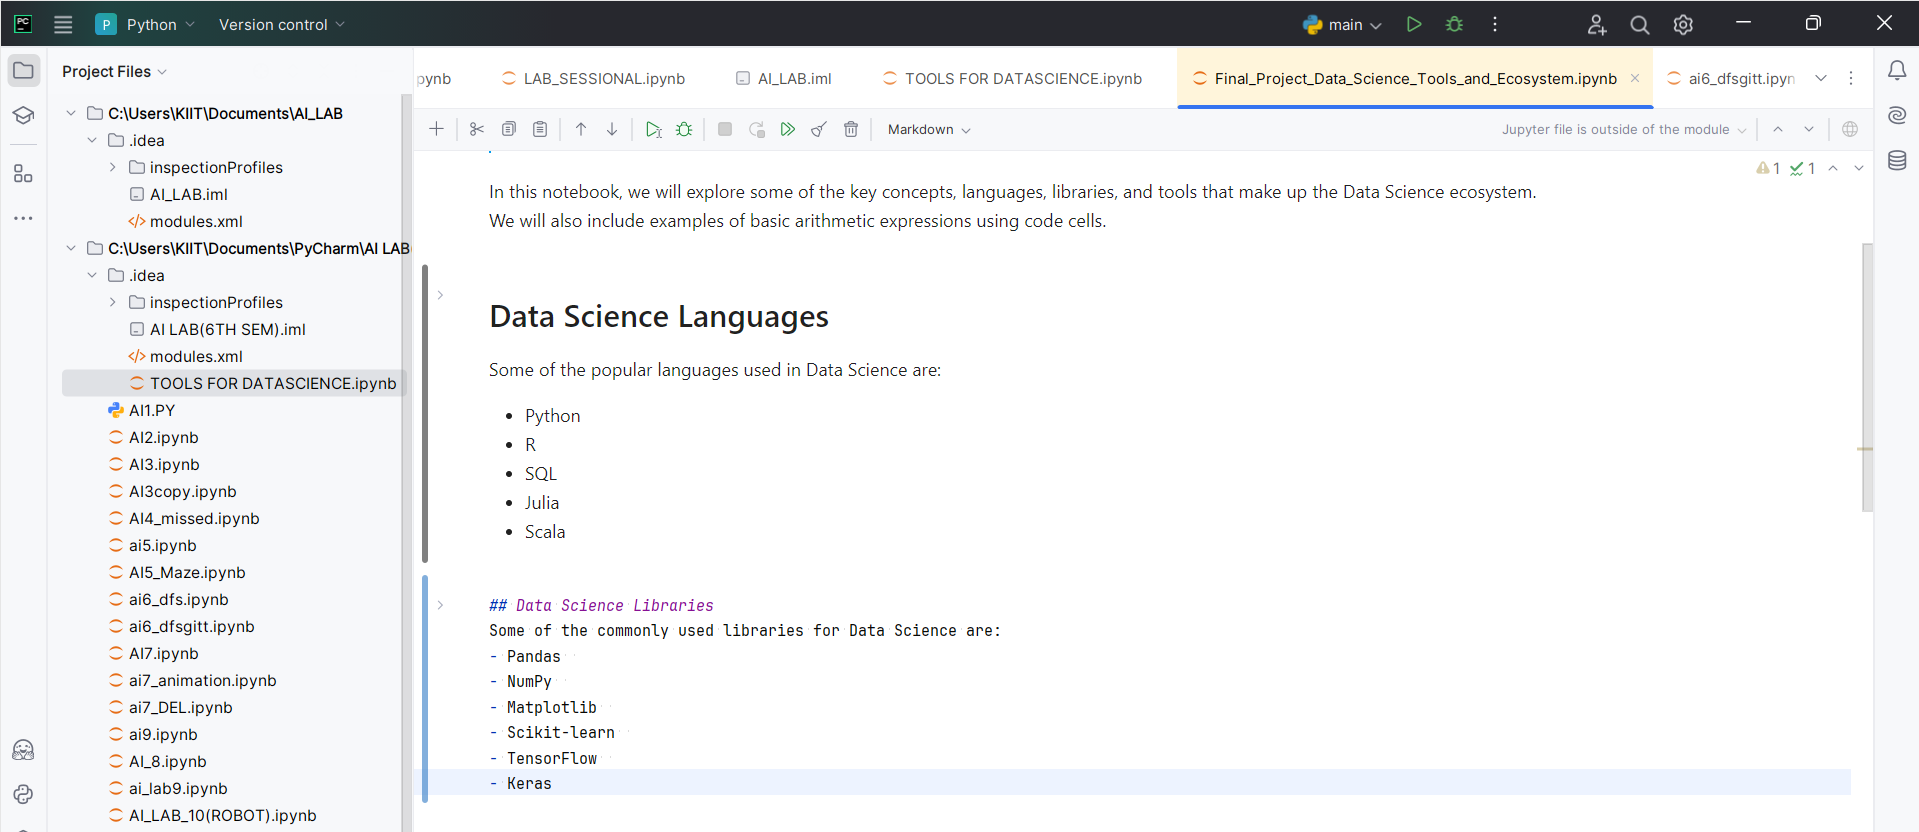 PC
P Python Version control main
Project Files
C:\Users\KIIT\Documents\AI_LAB
.idea
inspectionProfiles
AI_LAB.iml
modules.xml
C:\Users\KIIT\Documents\PyCharm\AI LAB
.idea
inspectionProfiles
AI LAB(6TH SEM).iml
modules.xml
TOOLS FOR DATASCIENCE.ipynb
AI1.PY
AI2.ipynb
AI3.ipynb
AI3copy.ipynb
AI4_missed.ipynb
ai5.ipynb
AI5_Maze.ipynb
ai6_dfs.ipynb
ai6_dfsgitt.ipynb
AI7.ipynb
ai7_animation.ipynb
ai7_DEL.ipynb
ai9.ipynb
AI_8.ipynb
ai_lab9.ipynb
AI_LAB_10(ROBOT).ipynb
pynb LAB_SESSIONAL.ipynb AI_LAB.iml TOOLS FOR DATASCIENCE.ipynb Final_Project_Data_Science_Tools_and_Ecosystem.ipynb ai6_dfsgitt.ipyn
Markdown Jupyter file is outside of the module
1 1
In this notebook, we will explore some of the key concepts, languages, libraries, and tools that make up the Data Science ecosystem.
We will also include examples of basic arithmetic expressions using code cells.
Data Science Languages
Some of the popular languages used in Data Science are:
• Python
• R
• SQL
• Julia
• Scala
## Data Science Libraries
Some of the commonly used libraries for Data Science are:
- Pandas
- NumPy
- Matplotlib
- Scikit-learn
- TensorFlow
- Keras